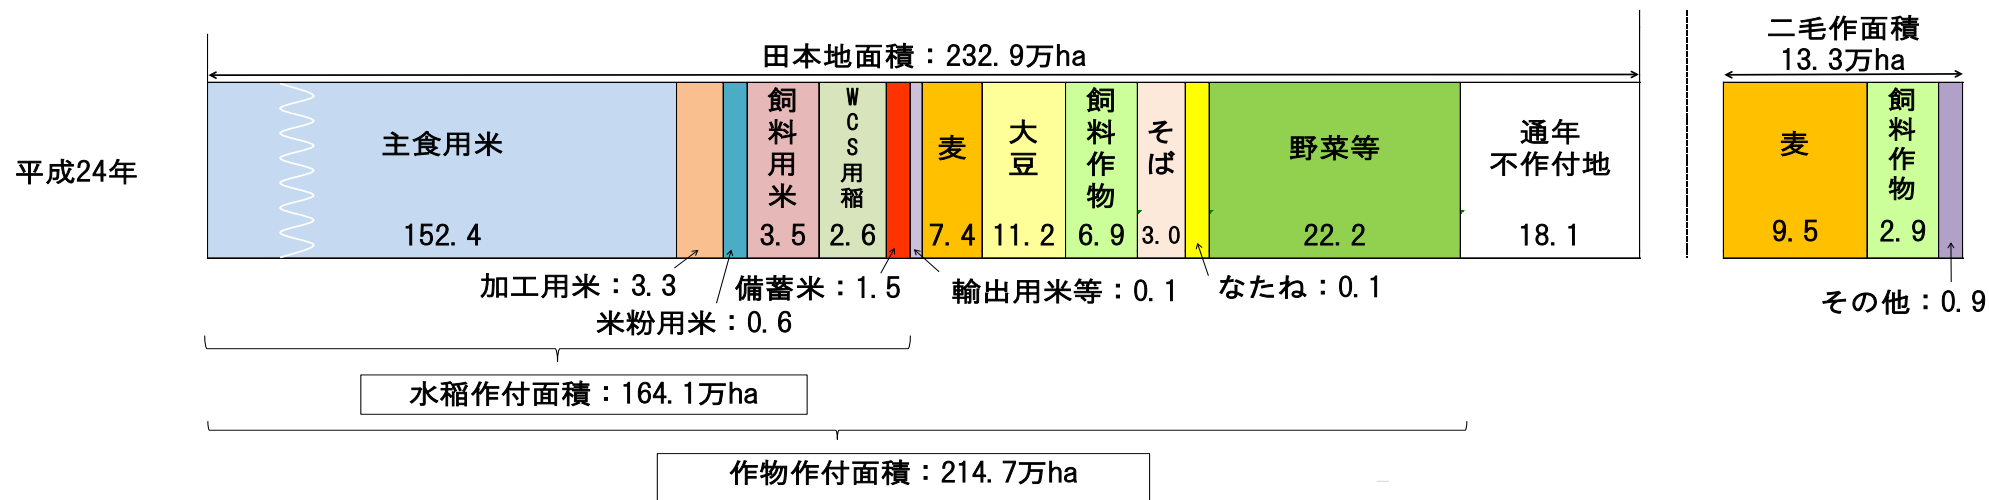 田本地面積：232.9万ha
二毛作面積
13.3万ha
平成24年
主食用米
152.4
飼料用米
3.5
WCS用稲
2.6
麦
7.4
大豆
11.2
飼料作物
6.9
そば
3.0
野菜等
22.2
通年
不作付地
18.1
麦
9.5
飼料作物
2.9
加工用米：3.3
米粉用米：0.6
備蓄米：1.5
輸出用米等：0.1
なたね：0.1
その他：0.9
水稲作付面積：164.1万ha
作物作付面積：214.7万ha